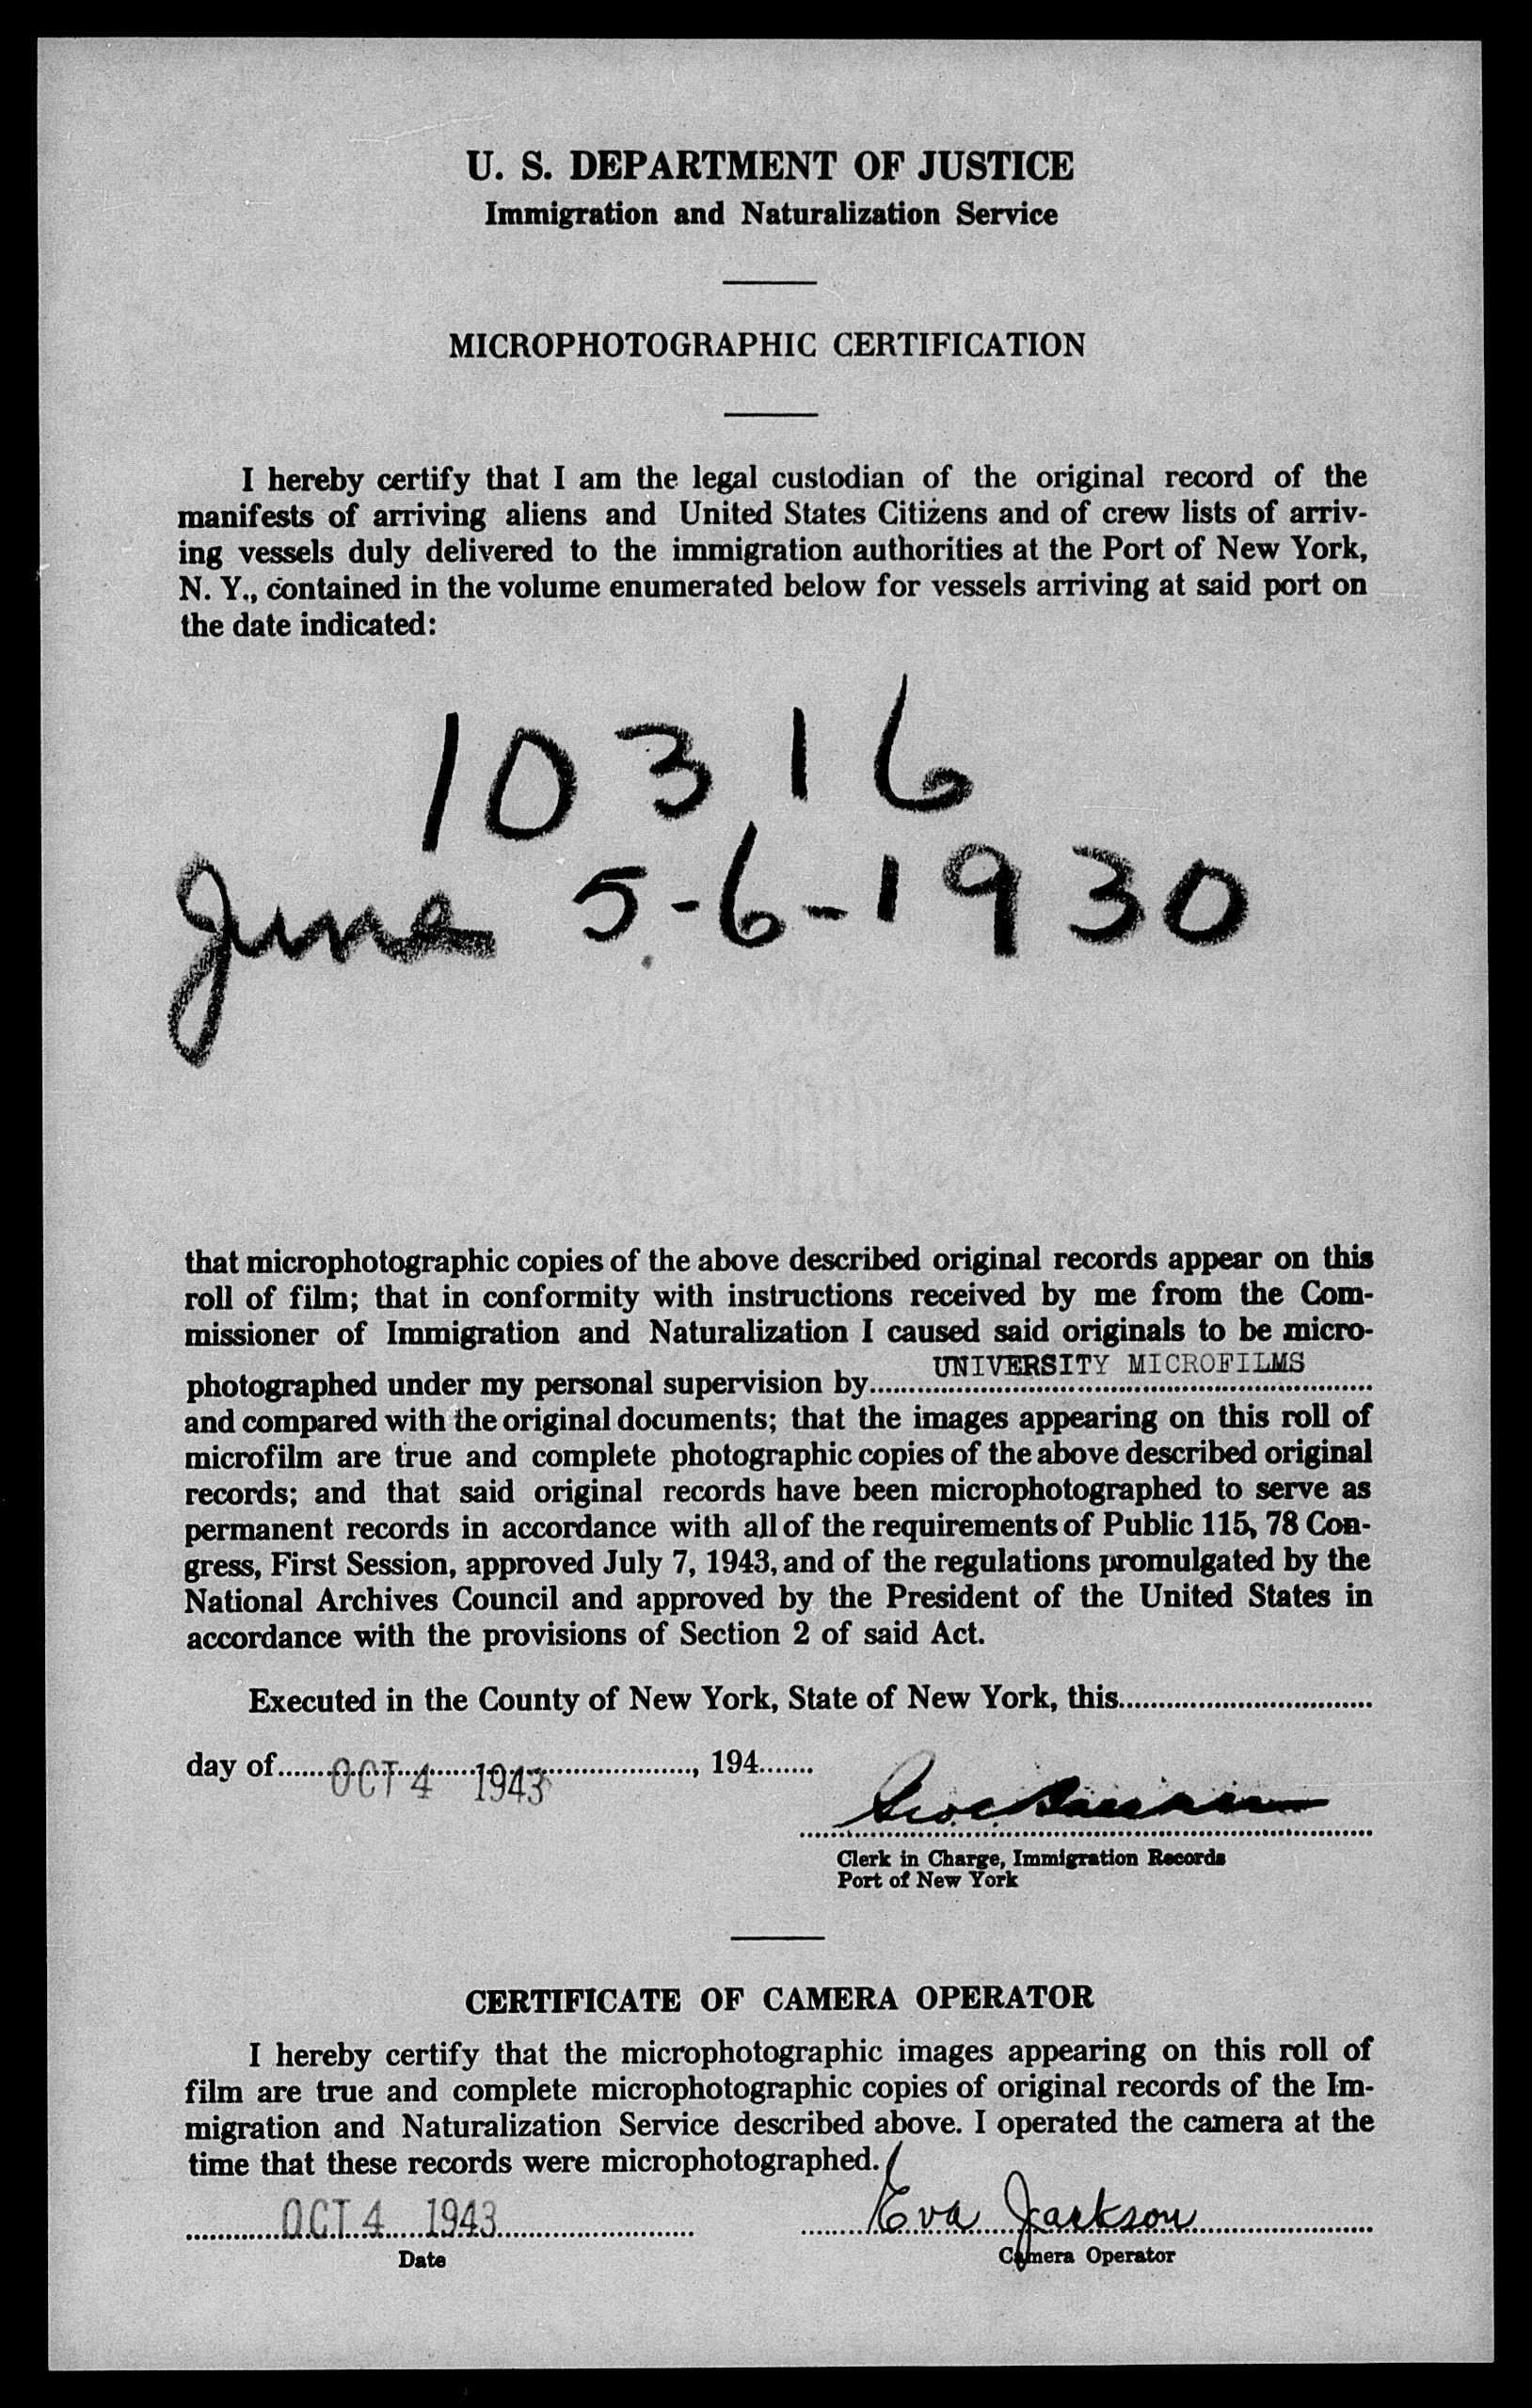 U. S. DEPARTMENT OF JUSTICE
Immigration and Naturalization Service
MICROPHOTOGRAPHIC CERTIFICATION
I hereby certify that I am the legal custodian of the original record of the
manifests of arriving aliens and United States Citizens and of crew lists of arriv-
ing vessels duly delivered to the immigration authorities at the Port of New York,
N. Y., contained in the volume enumerated below for vessels arriving at said port on
the date indicated:
10316
June 5-6-1930
that microphotographic copies of the above described original records appear on this
roll of film; that in conformity with instructions received by me from the Com-
missioner of Immigration and Naturalization I caused said originals to be micro-
photographed under my personal supervision by UNIVERSITY MICROFILMS
and compared with the original documents; that the images appearing on this roll of
microfilm are true and complete photographic copies of the above described original
records; and that said original records have been microphotographed to serve as
permanent records in accordance with all of the requirements of Public 115, 78 Con-
gress, First Session, approved July 7, 1943, and of the regulations promulgated by the
National Archives Council and approved by the President of the United States in
accordance with the provisions of Section 2 of said Act.
Executed in the County of New York, State of New York, this
day of OCT 4 1943, 194
Clerk in Charge, Immigration Records
Port of New York
CERTIFICATE OF CAMERA OPERATOR
I hereby certify that the microphotographic images appearing on this roll of
film are true and complete microphotographic copies of original records of the Im-
migration and Naturalization Service described above. I operated the camera at the
time that these records were microphotographed.
OCT 4 1943 Eva Jackson
Date Camera Operator